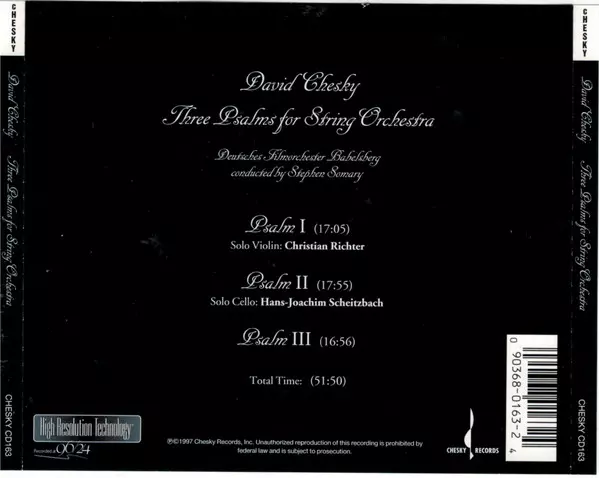 CHESKY
David Chesky
Three Psalms for String Orchestra
CHESKY CD163
David Chesky
Three Psalms for String Orchestra
Deutsches Filmorchester Babelsberg
conducted by Stephen Somary
Psalm I (17:05)
Solo Violin: Christian Richter
Psalm II (17:55)
Solo Cello: Hans-Joachim Scheitzbach
Psalm III (16:56)
Total Time: (51:50)
High Resolution Technology™
Recorded at 96/24
℗©1997 Chesky Records, Inc. Unauthorized reproduction of this recording is prohibited by
federal law and is subject to prosecution.
CHESKY RECORDS
0 90368-0163-2 4
CHESKY
David Chesky
Three Psalms for String Orchestra
CHESKY CD163